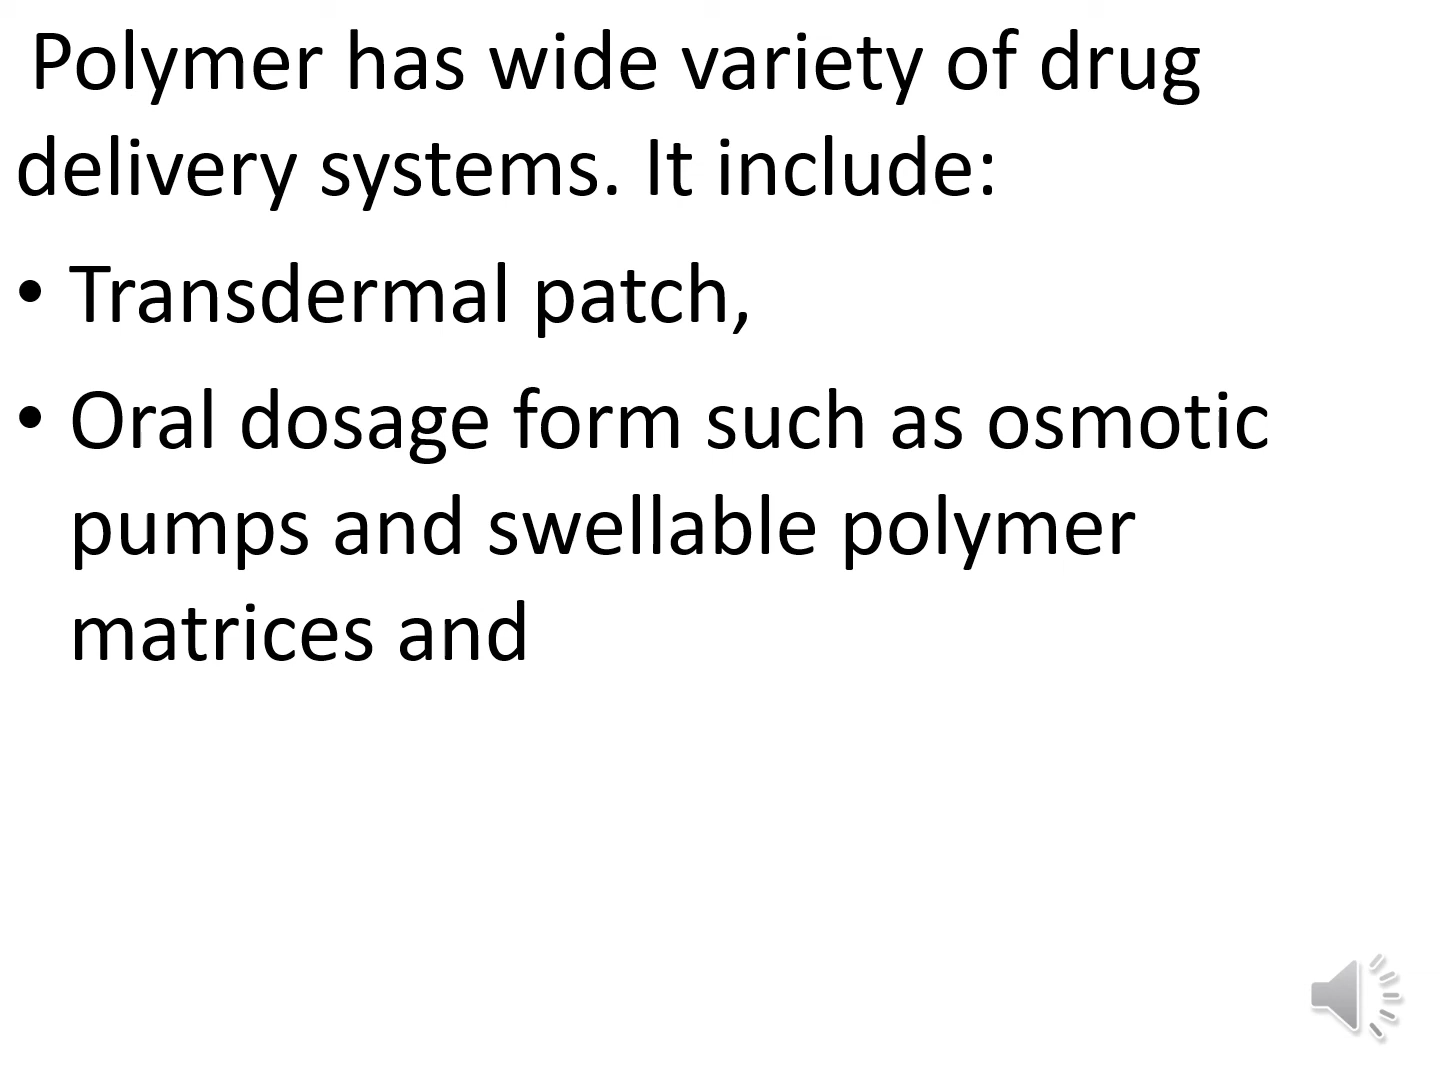 Polymer has wide variety of drug
delivery systems. It include:
• Transdermal patch,
• Oral dosage form such as osmotic
pumps and swellable polymer
matrices and